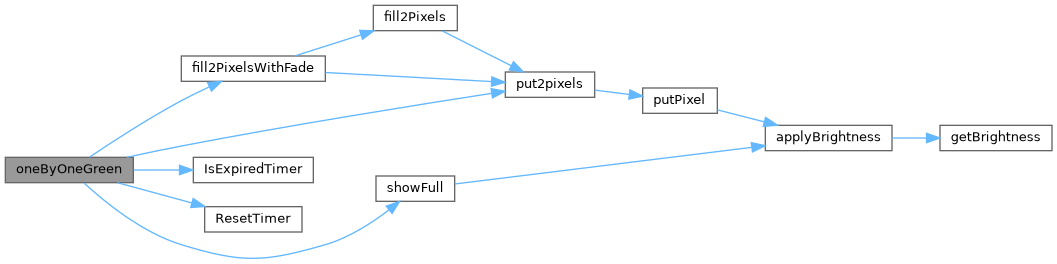 oneByOneGreen
fill2PixelsWithFade
fill2Pixels
put2pixels
putPixel
applyBrightness
getBrightness
IsExpiredTimer
ResetTimer
showFull